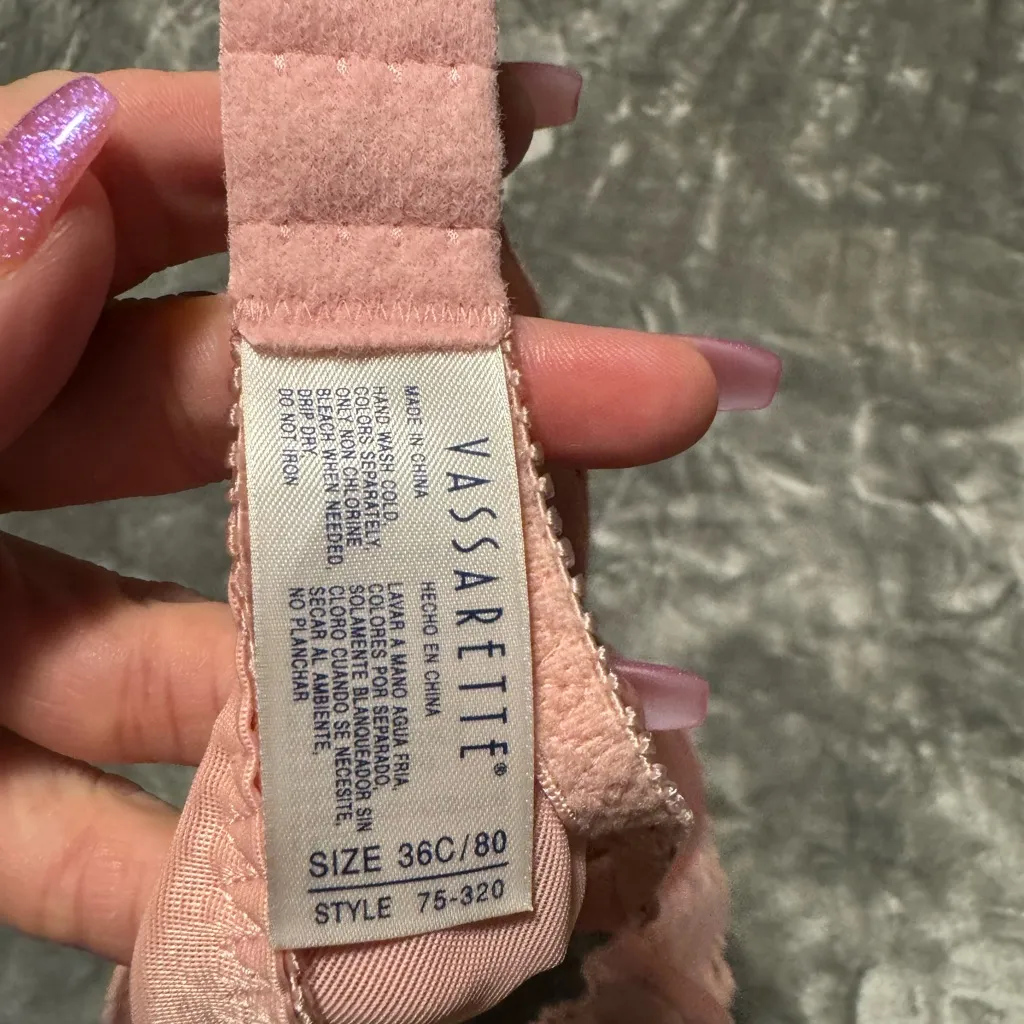 VASSARETTE®
MADE IN CHINA
HAND WASH COLD,
COLORS SEPARATELY
ONLY NON CHLORINE
BLEACH WHEN NEEDED
DRIP DRY
DO NOT IRON
HECHO EN CHINA
LAVAR A MANO AGUA FRIA,
COLORES POR SEPARADO,
SOLAMENTE BLANQUEADOR SIN
CLORO CUANDO SE NECESITE,
SECAR AL AMBIENTE,
NO PLANCHAR
SIZE 36C/80
STYLE 75-320